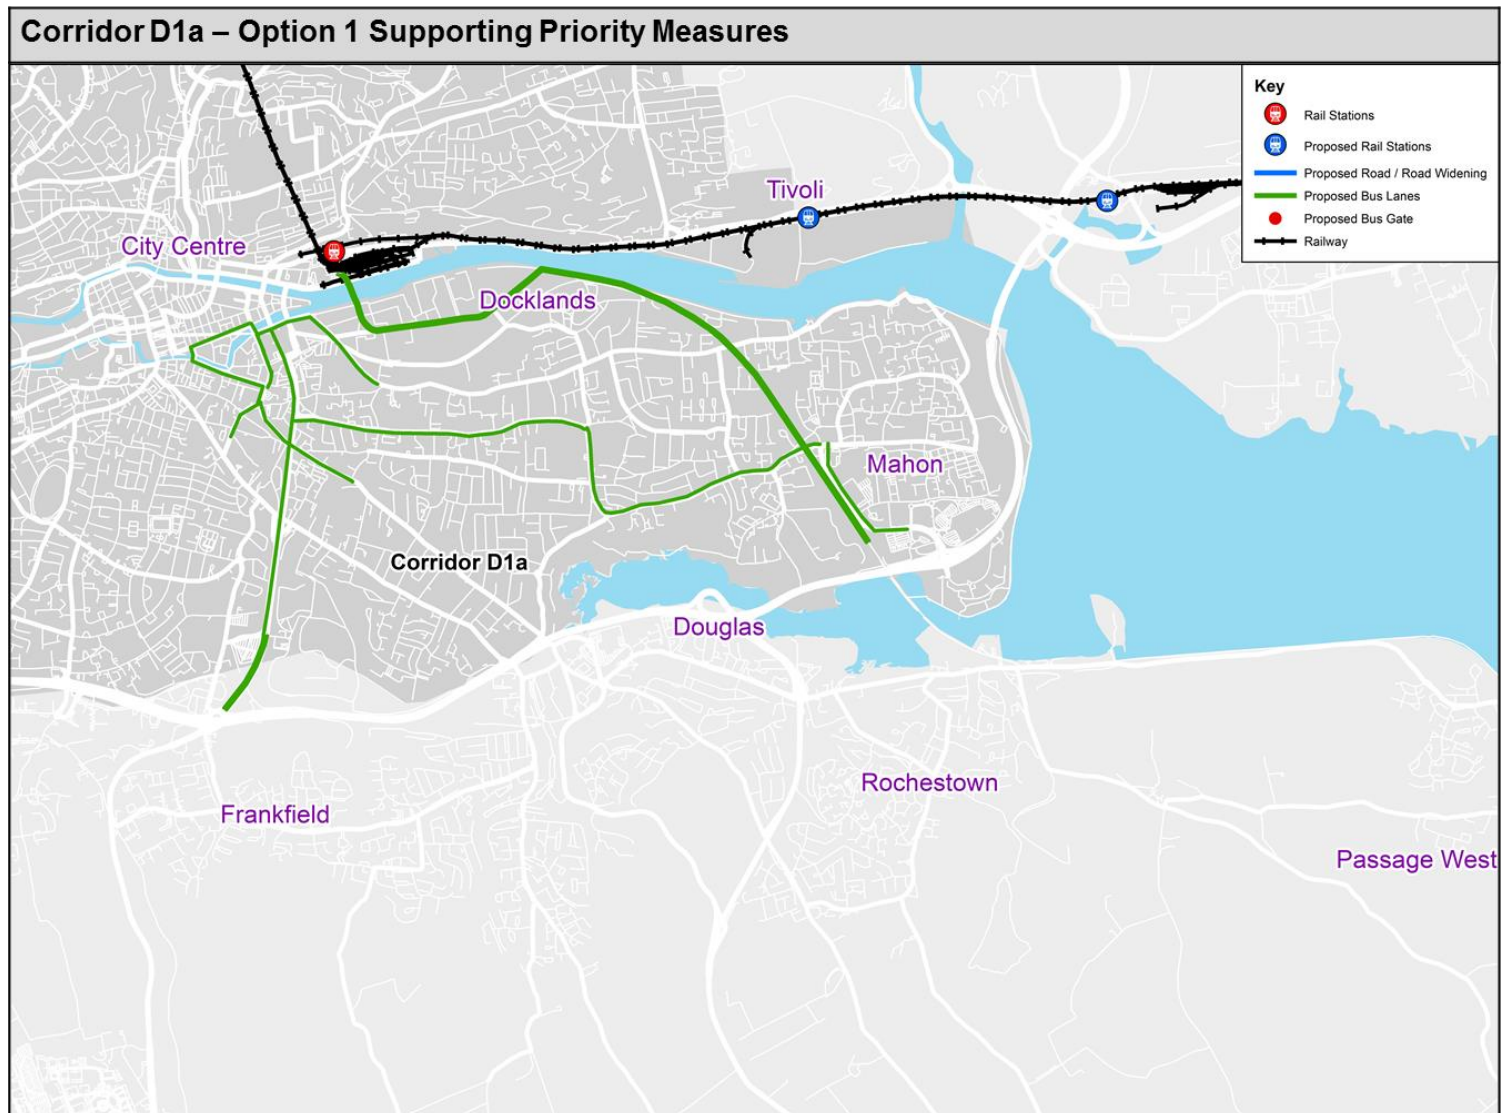 Corridor D1a – Option 1 Supporting Priority Measures
Key
Rail Stations
Proposed Rail Stations
Proposed Road / Road Widening
Proposed Bus Lanes
Proposed Bus Gate
Railway
Tivoli
City Centre
Docklands
Mahon
Corridor D1a
Douglas
Rochestown
Frankfield
Passage West